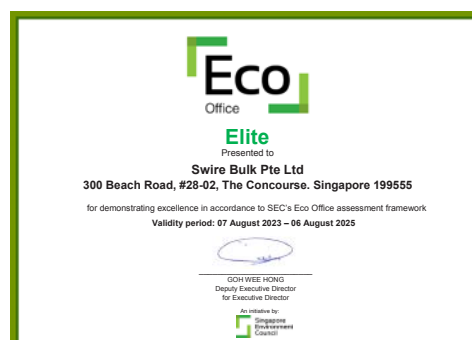 Eco
Office
Elite
Presented to
Swire Bulk Pte Ltd
300 Beach Road, #28-02, The Concourse. Singapore 199555
for demonstrating excellence in accordance to SEC's Eco Office assessment framework
Validity period: 07 August 2023 – 06 August 2025
GOH WEE HONG
Deputy Executive Director
for Executive Director
An initiative by:
Singapore
Environment
Council